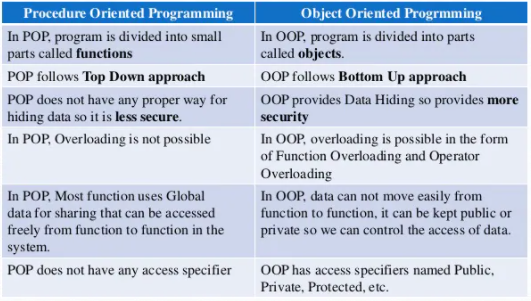 Procedure Oriented Programming
Object Oriented Progrmming
In POP, program is divided into small
parts called functions
In OOP, program is divided into parts
called objects.
POP follows Top Down approach
OOP follows Bottom Up approach
POP does not have any proper way for
hiding data so it is less secure.
OOP provides Data Hiding so provides more
security
In POP, Overloading is not possible
In OOP, overloading is possible in the form
of Function Overloading and Operator
Overloading
In POP, Most function uses Global
data for sharing that can be accessed
freely from function to function in the
system.
In OOP, data can not move easily from
function to function, it can be kept public or
private so we can control the access of data.
POP does not have any access specifier
OOP has access specifiers named Public,
Private, Protected, etc.